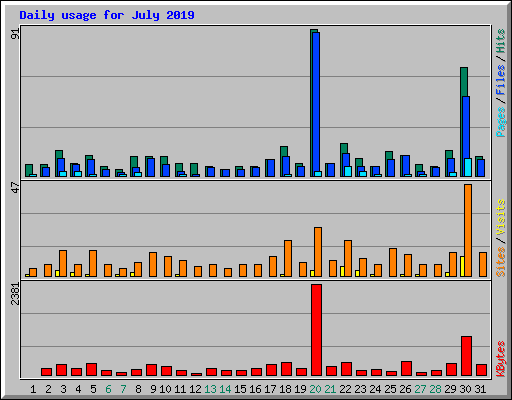 Daily usage for July 2019
91
Pages / Files / Hits
47
Sites / Visits
2381
KBytes
1 2 3 4 5 6 7 8 9 10 11 12 13 14 15 16 17 18 19 20 21 22 23 24 25 26 27 28 29 30 31